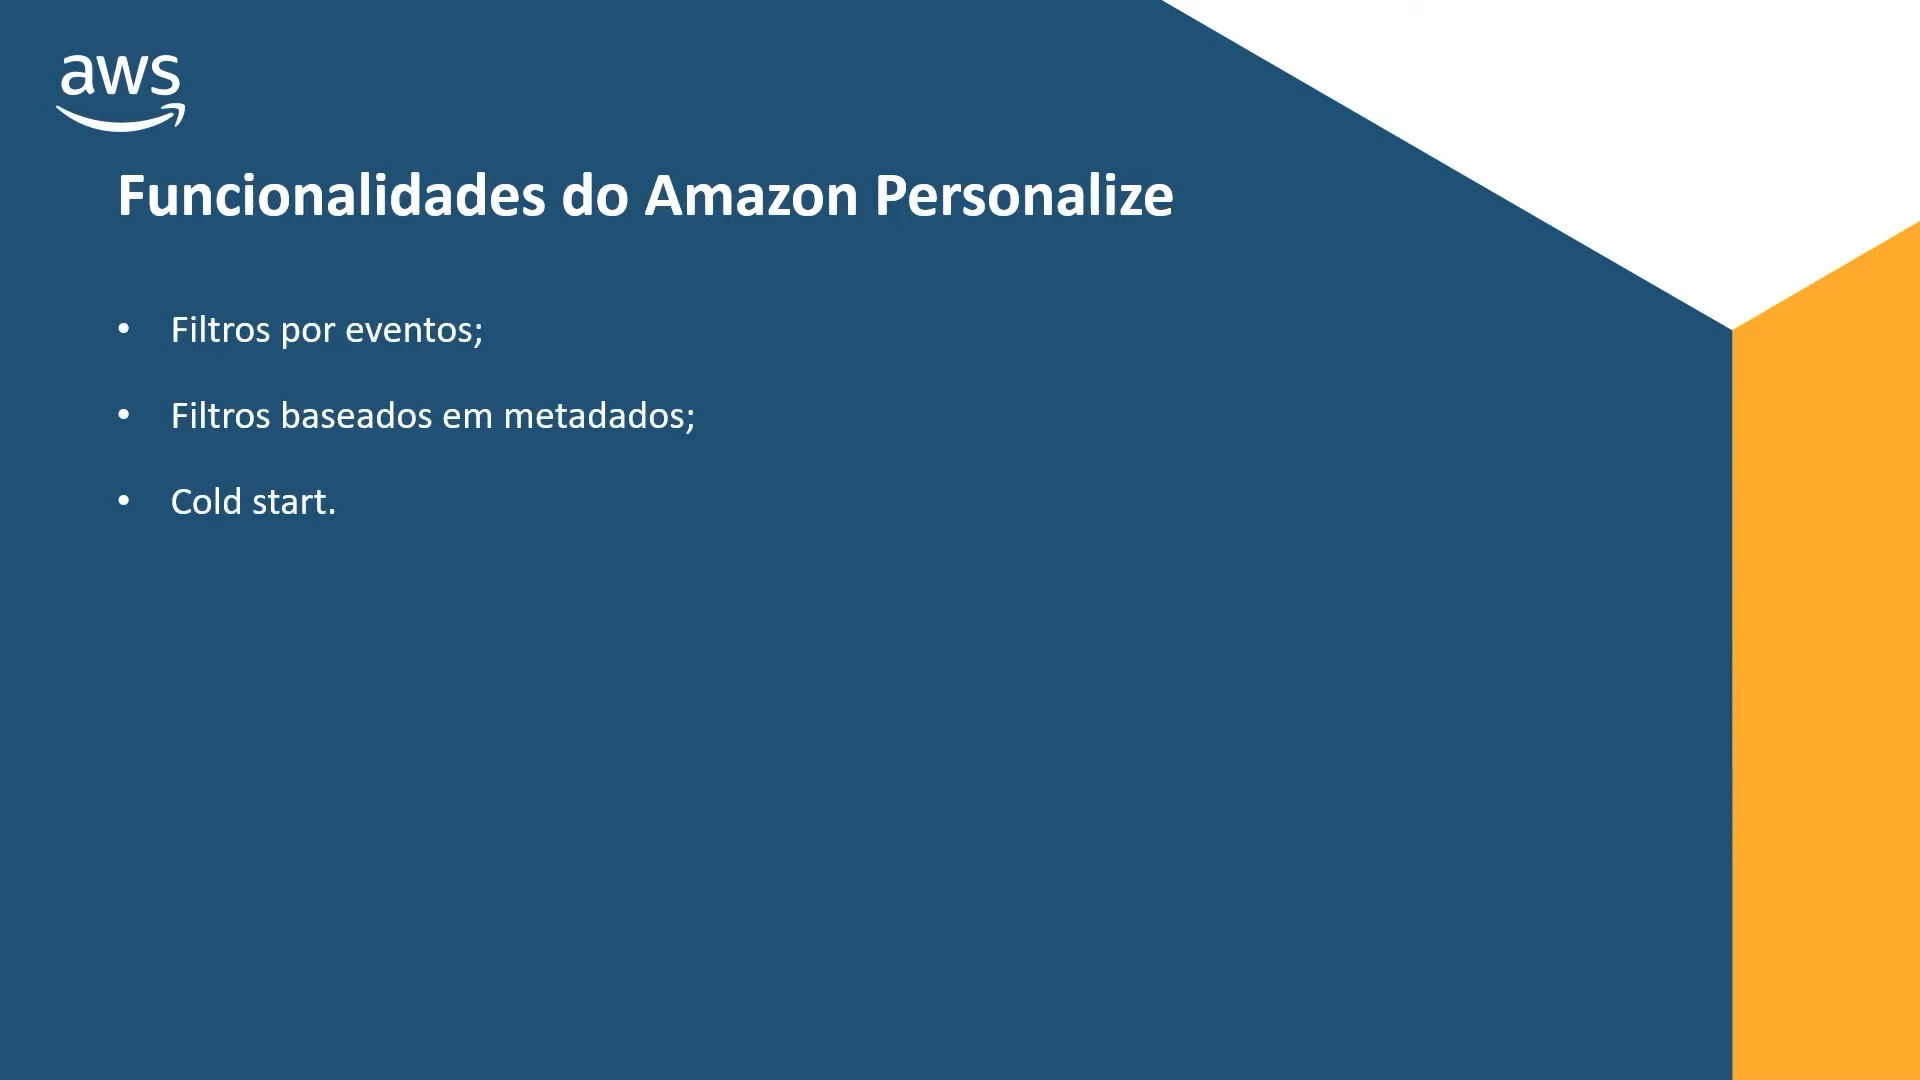 aws
Funcionalidades do Amazon Personalize
• Filtros por eventos;
• Filtros baseados em metadados;
• Cold start.